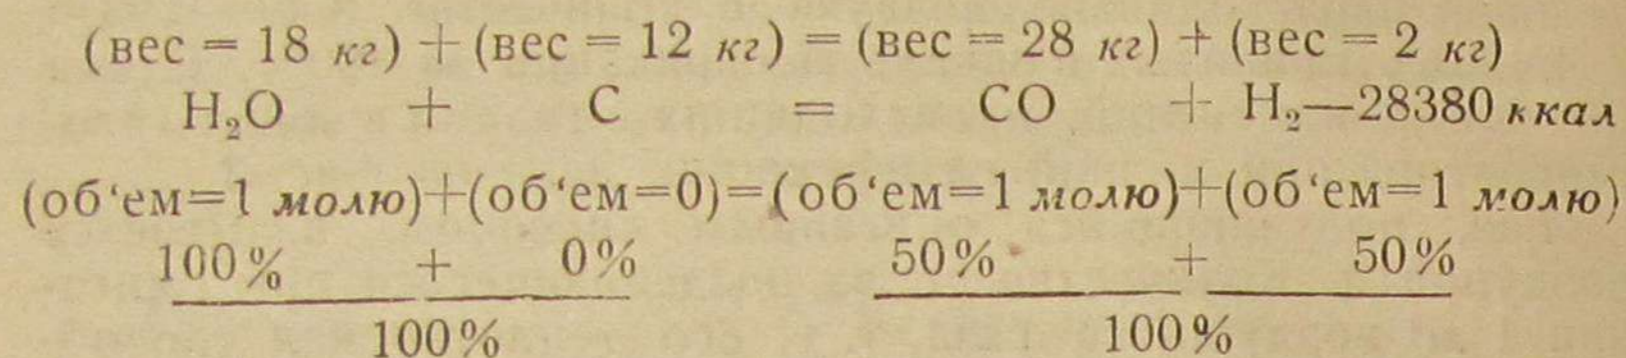 (вес = 18 кг) + (вес = 12 кг) = (вес = 28 кг) + (вес = 2 кг)
H₂O + C = CO + H₂—28380 ккал
(об‘ем=1 молю)+(об‘ем=0)=(об‘ем=1 молю)+(об‘ем=1 молю)
100% + 0% 50% + 50%
100% 100%